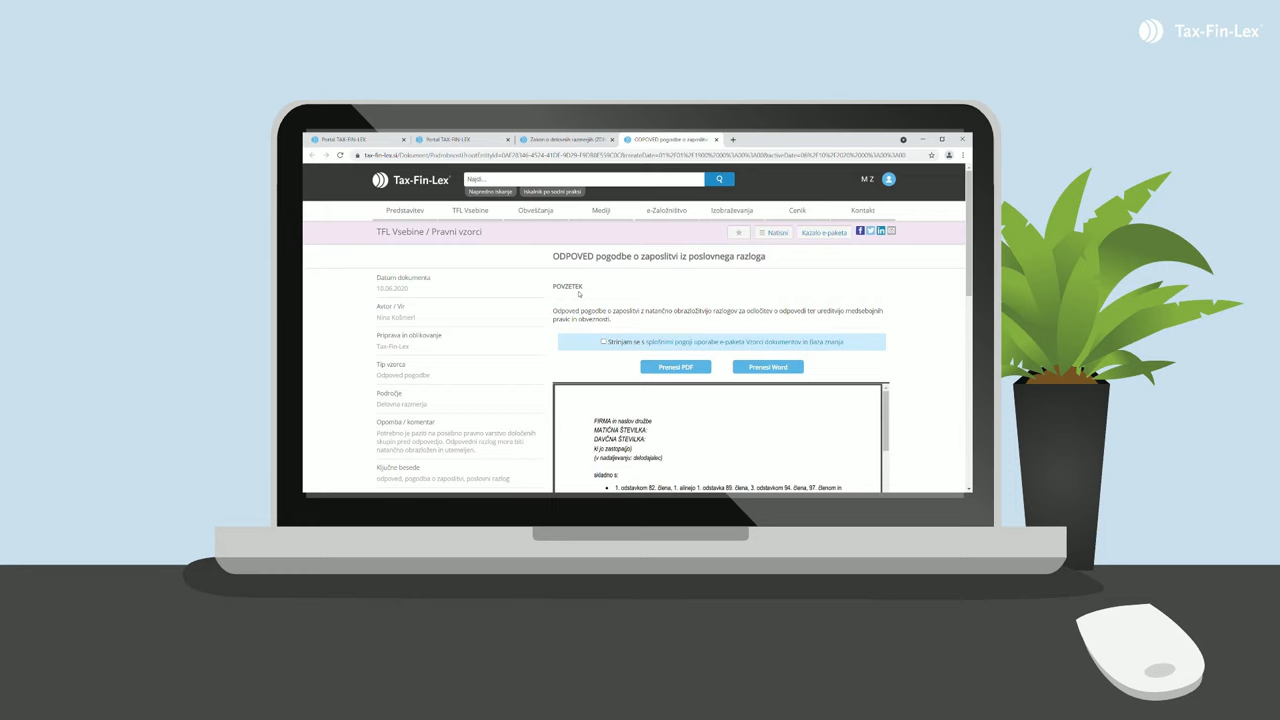 Tax-Fin-Lex
Portal TAX-FIN-LEX
Portal TAX-FIN-LEX
Zakon o delovnih razmerjih (ZDR
ODPOVED pogodbe o zaposlitvi
Tax-Fin-Lex
Najdi...
M Z
Napredno iskanje
Iskalnik po sodni praksi
Predstavitev
TFL Vsebine
Obveščanja
Mediji
e-Založništvo
Izobraževanja
Cenik
Kontakt
TFL Vsebine / Pravni vzorci
Natisni
Kazalo e-paketa
ODPOVED pogodbe o zaposlitvi iz poslovnega razloga
Datum dokumenta
10.06.2020
Avtor / Vir
Nina Košmerl
Priprava in oblikovanje
Tax-Fin-Lex
Tip vzorca
Odpoved pogodbe
Področje
Delovna razmerja
Opomba / komentar
Potrebno je paziti na posebno pravno varstvo določenih
skupin pred odpovedjo. Odpovedni razlog mora biti
natančno obrazložen in utemeljen.
Ključne besede
odpoved, pogodba o zaposlitvi, poslovni razlog
POVZETEK
Odpoved pogodbe o zaposlitvi z natančno obrazložitvijo razlogov za odločitev o odpovedi ter ureditvijo medsebojnih
pravic in obveznosti.
Strinjam se s splošnimi pogoji uporabe e-paketa Vzorci dokumentov in Baza znanja
Prenesi PDF
Prenesi Word
FIRMA in naslov družbe
MATIČNA ŠTEVILKA:
DAVČNA ŠTEVILKA:
ki jo zastopa(jo)
(v nadaljevanju: delodajalec)
skladno s:
• 1. odstavkom 82. člena, 1. alinejo 1. odstavka 89. člena, 3. odstavkom 94. člena, 97. členom in